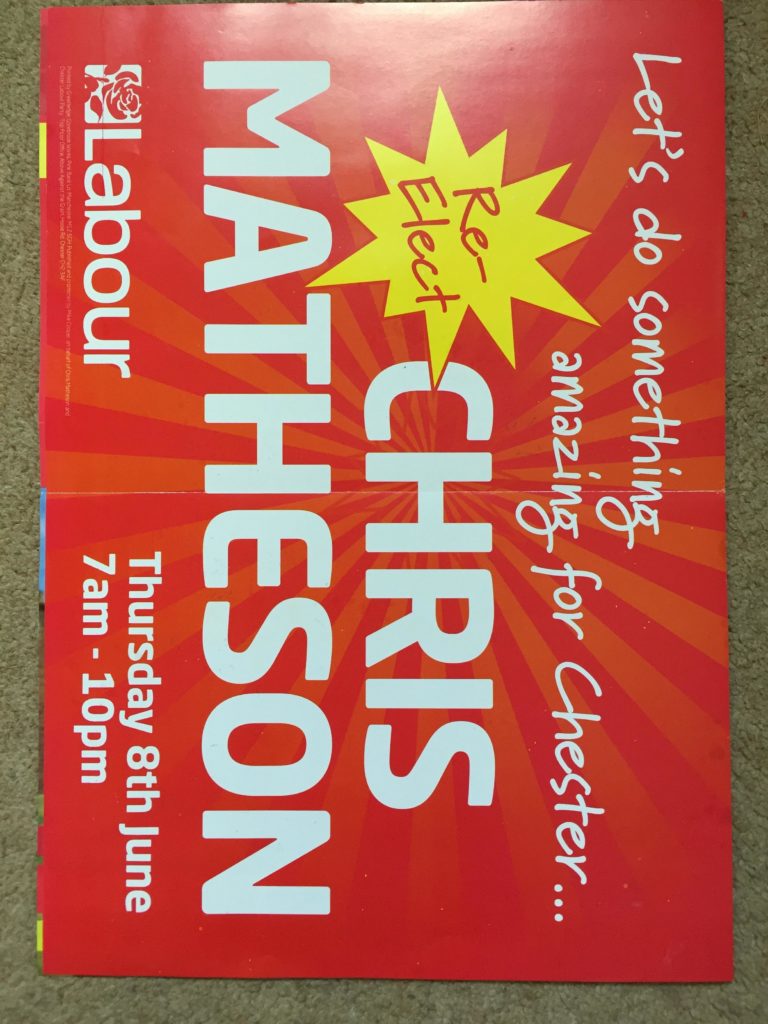 Let's do something
amazing for Chester...
Re-
Elect
CHRIS
MATHESON
Labour
Thursday 8th June
7am - 10pm